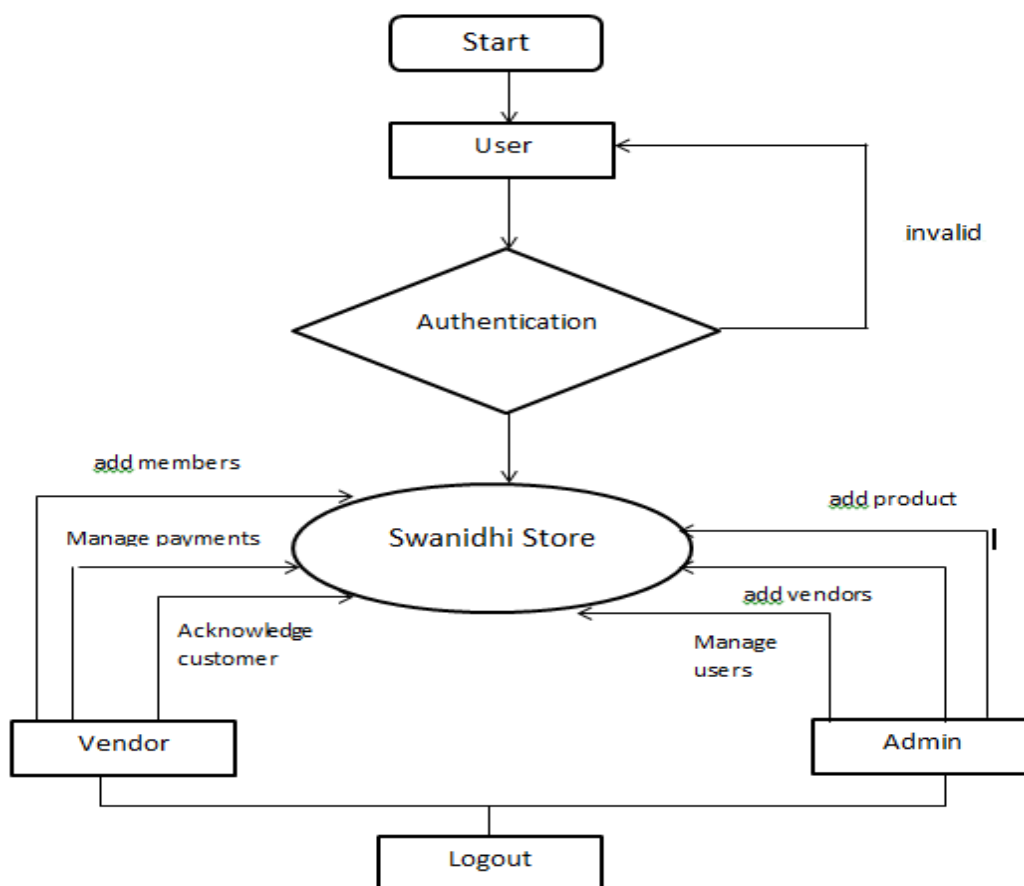 Start
User
invalid
Authentication
add members
add product
Manage payments
Swanidhi Store
add vendors
Acknowledge
customer
Manage
users
Vendor
Admin
Logout